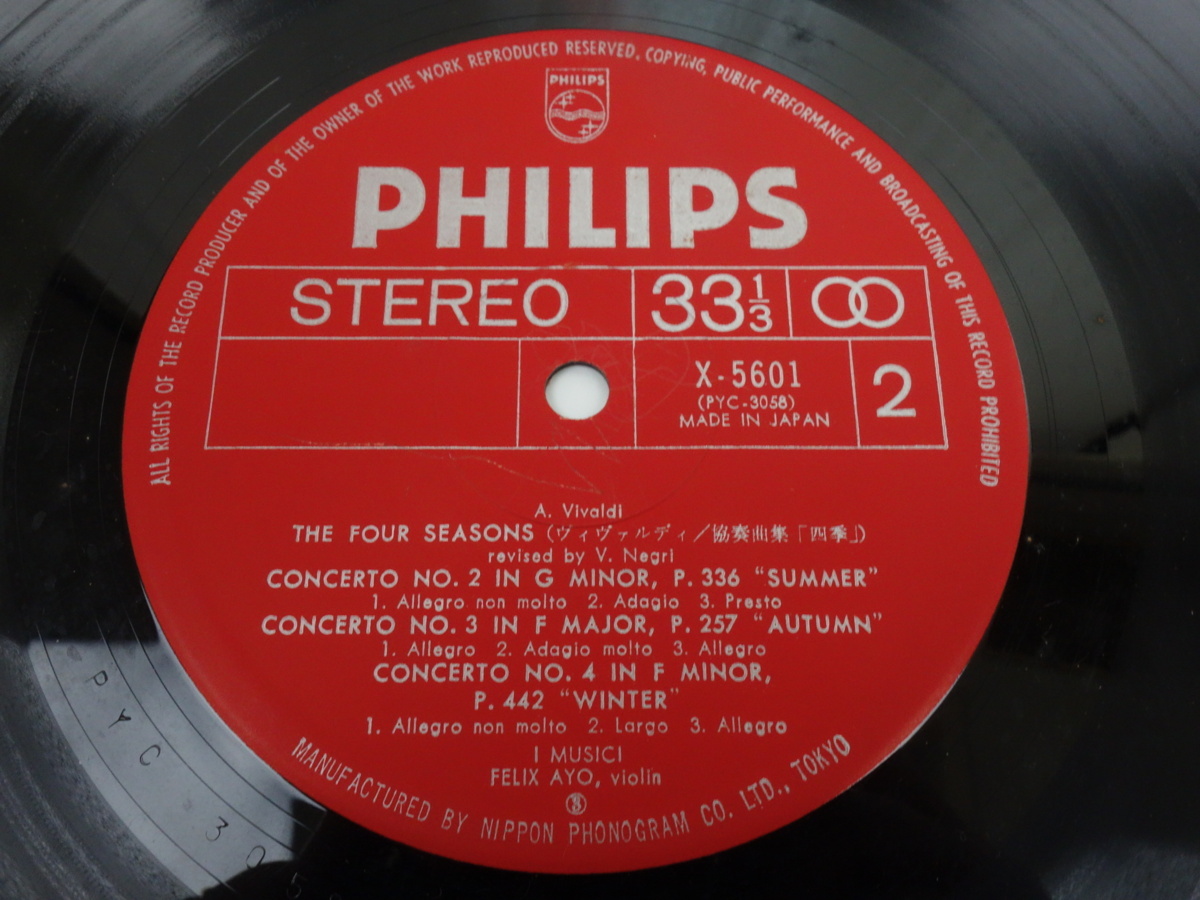 ALL RIGHTS OF THE RECORD PRODUCER AND OF THE OWNER OF THE WORK REPRODUCED RESERVED. COPYING, PUBLIC PERFORMANCE AND BROADCASTING OF THIS RECORD PROHIBITED
PHILIPS
PHILIPS
STEREO 33 1/3
X-5601
(PYC-3058)
MADE IN JAPAN
2
A. Vivaldi
THE FOUR SEASONS (ヴィヴァルディ/協奏曲集「四季」)
revised by V. Negri
CONCERTO NO. 2 IN G MINOR, P. 336 "SUMMER"
1. Allegro non molto 2. Adagio 3. Presto
CONCERTO NO. 3 IN F MAJOR, P. 257 "AUTUMN"
1. Allegro 2. Adagio molto 3. Allegro
CONCERTO NO. 4 IN F MINOR,
P. 442 "WINTER"
1. Allegro non molto 2. Largo 3. Allegro
I MUSICI
FELIX AYO, violin
MANUFACTURED BY NIPPON PHONOGRAM CO. LTD., TOKYO
PYC 305